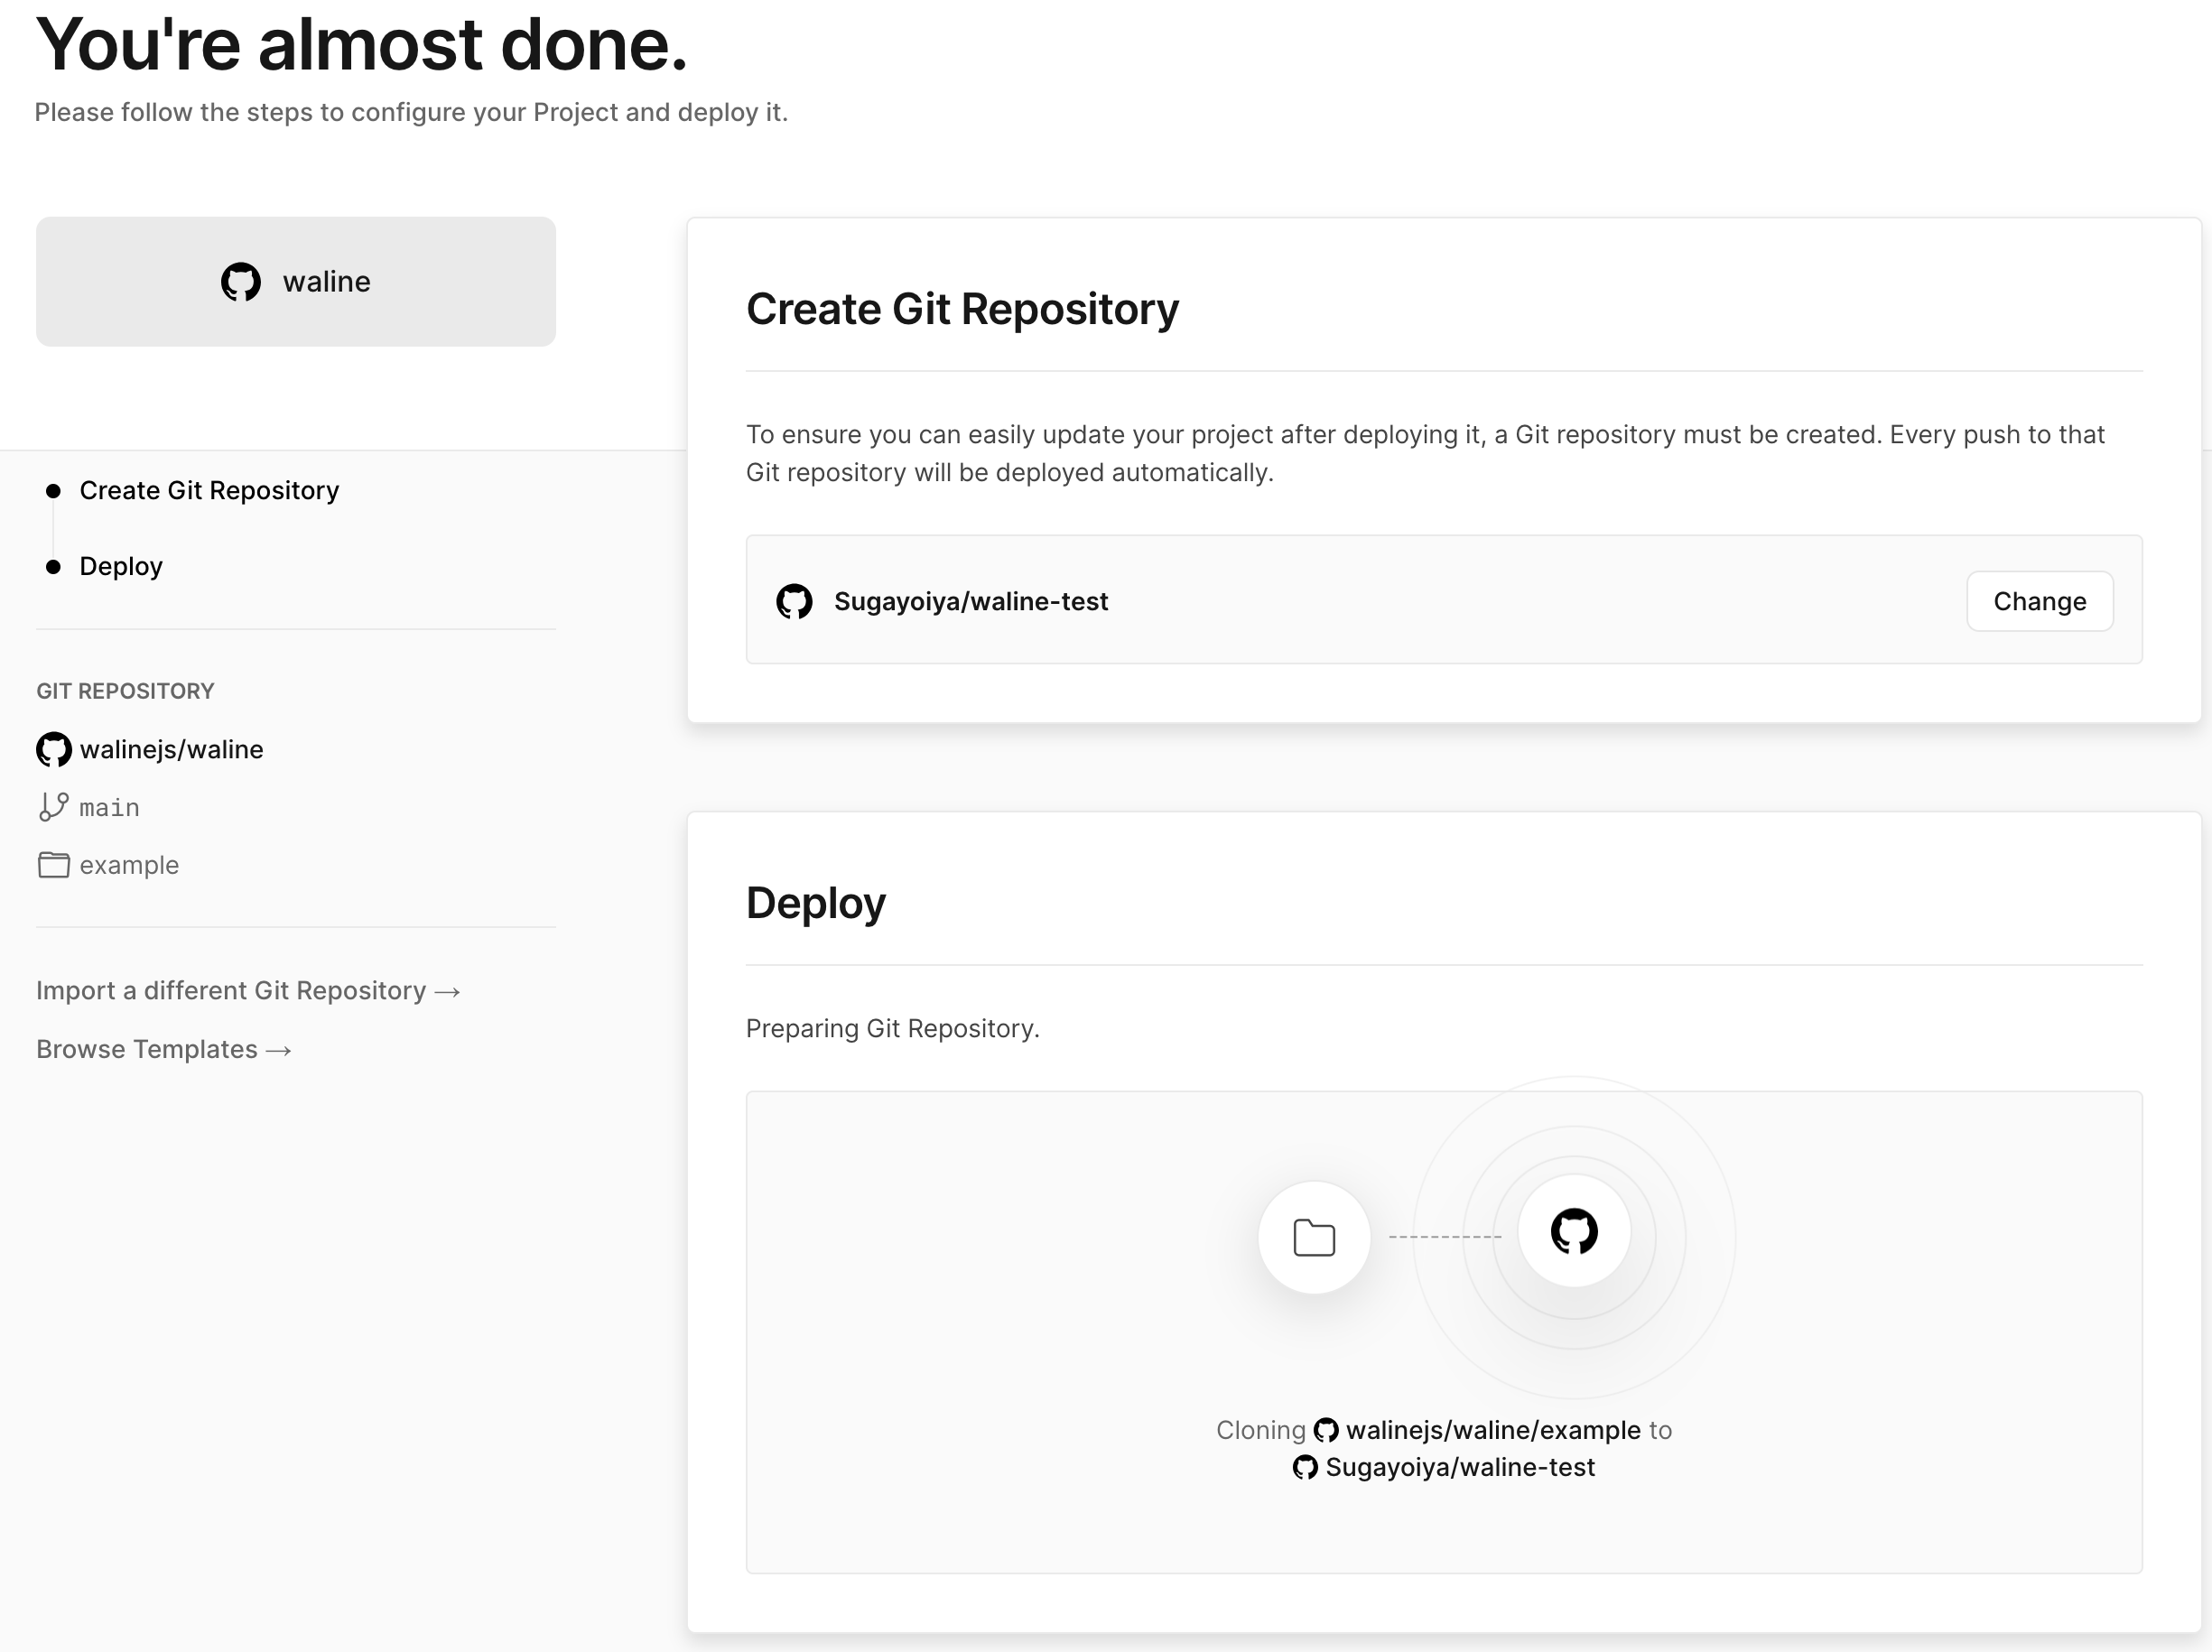 You're almost done.
Please follow the steps to configure your Project and deploy it.
waline
Create Git Repository
Deploy
GIT REPOSITORY
walinejs/waline
main
example
Import a different Git Repository →
Browse Templates →
Create Git Repository
To ensure you can easily update your project after deploying it, a Git repository must be created. Every push to that
Git repository will be deployed automatically.
Sugayoiya/waline-test
Change
Deploy
Preparing Git Repository.
Cloning walinejs/waline/example to
Sugayoiya/waline-test